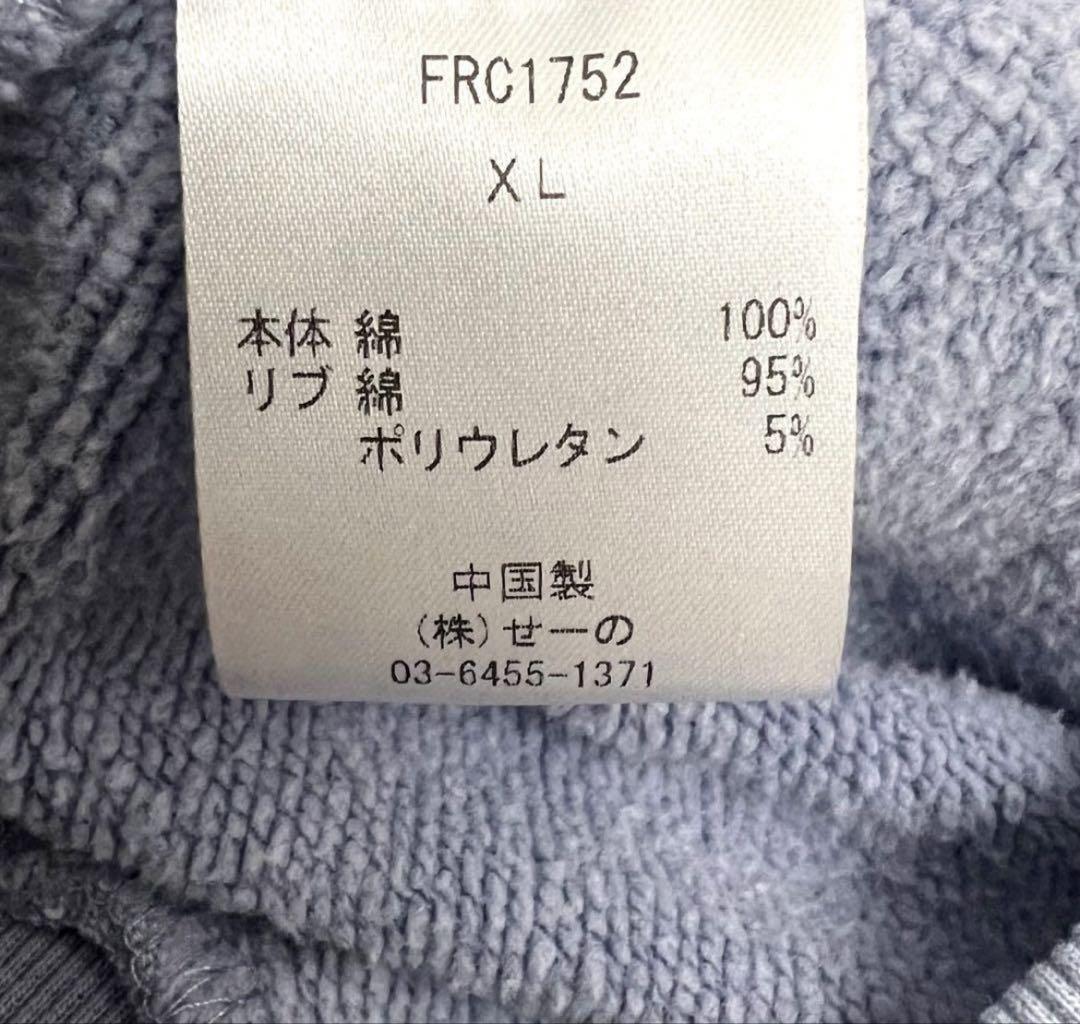 FRC1752
XL
本体 綿 100%
リブ 綿 95%
ポリウレタン 5%
中国製
(株)せーの
03-6455-1371